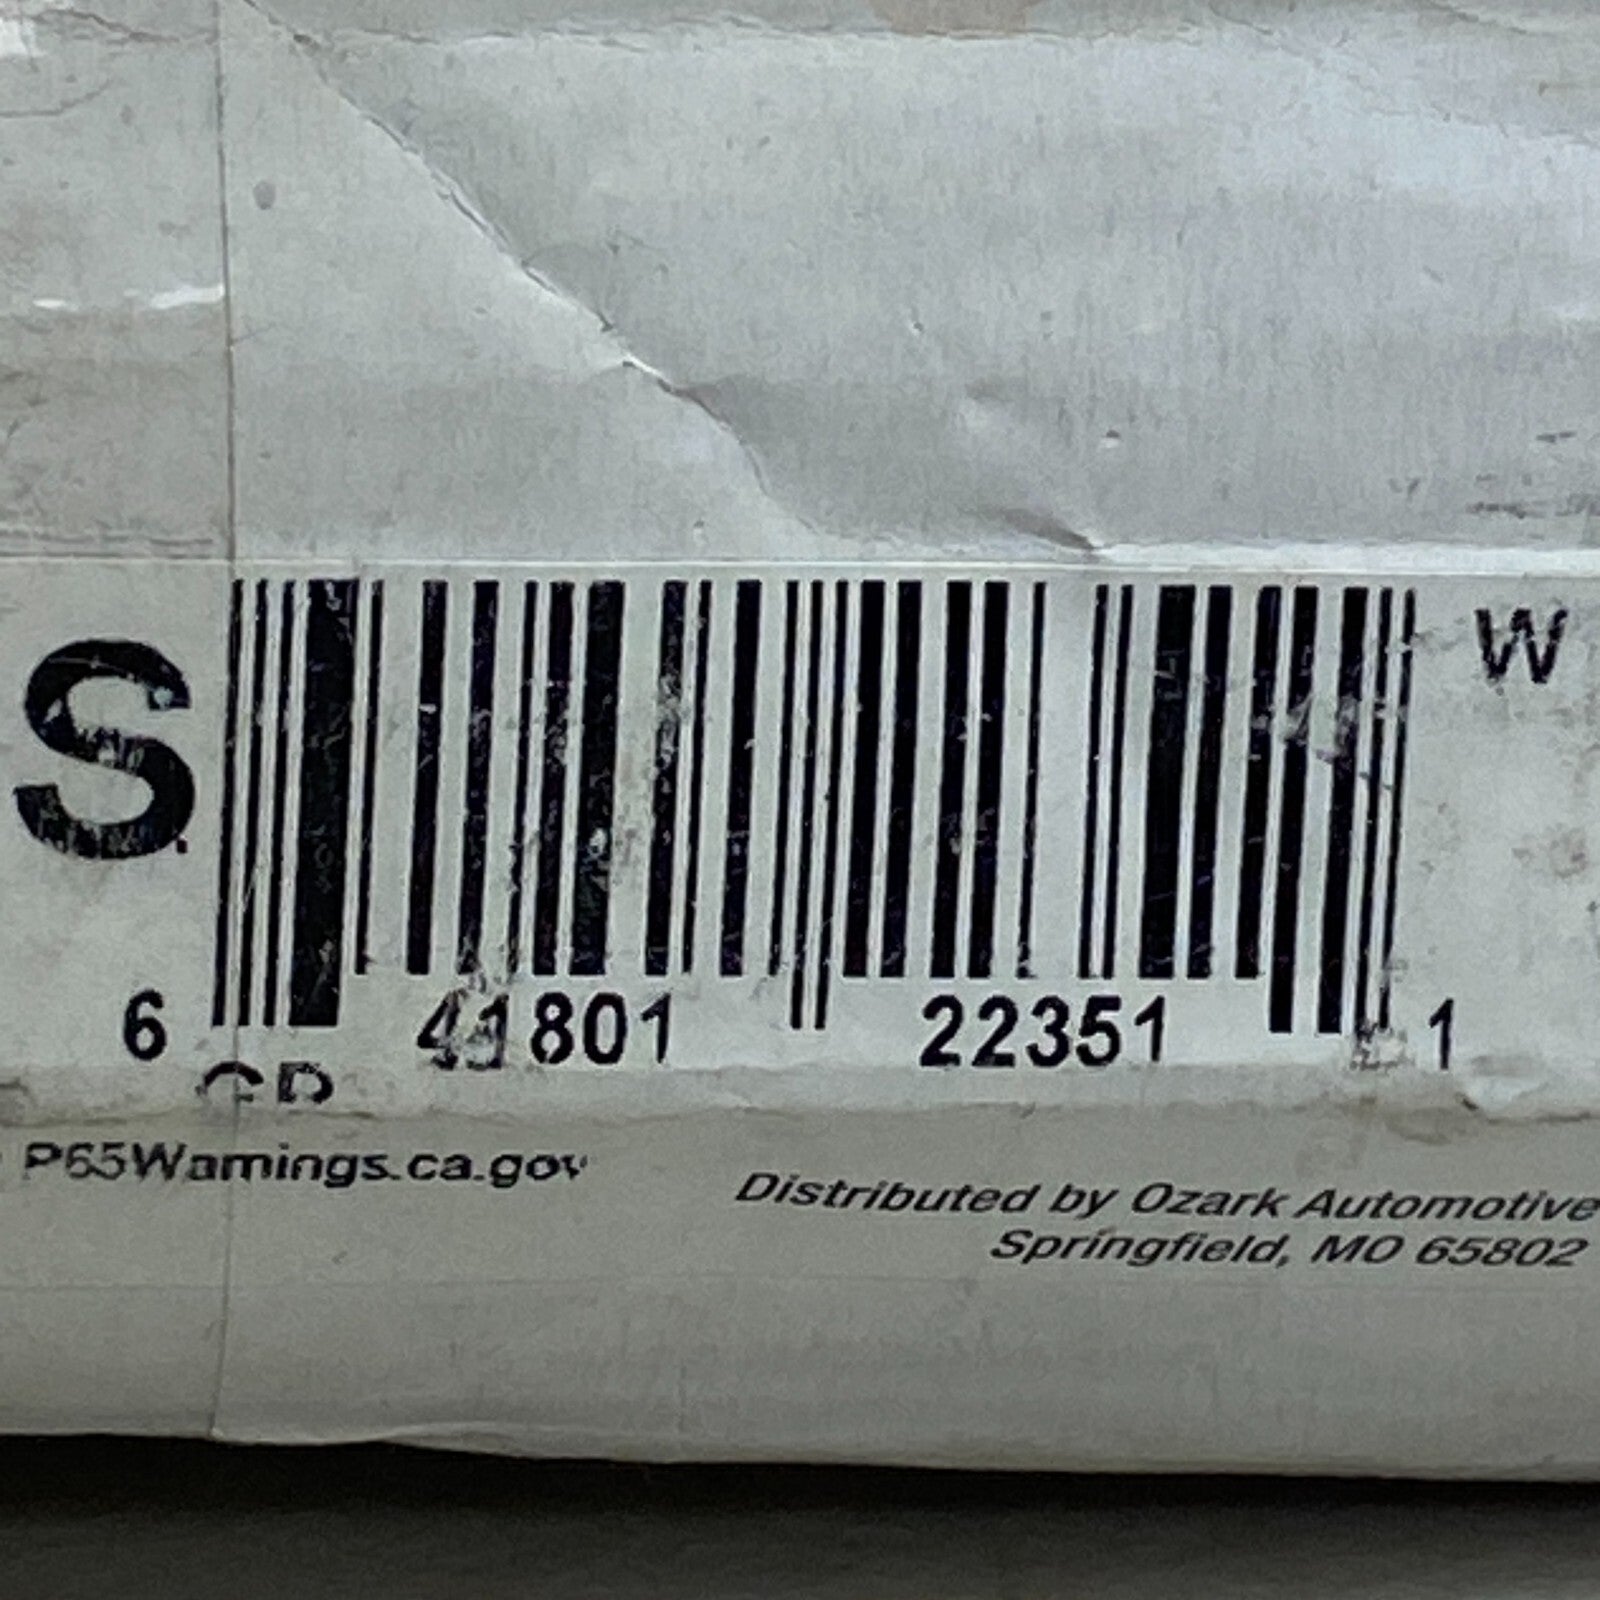 S.
W
6 41801 22351 1
P65Warnings.ca.gov
Distributed by Ozark Automotive
Springfield, MO 65802